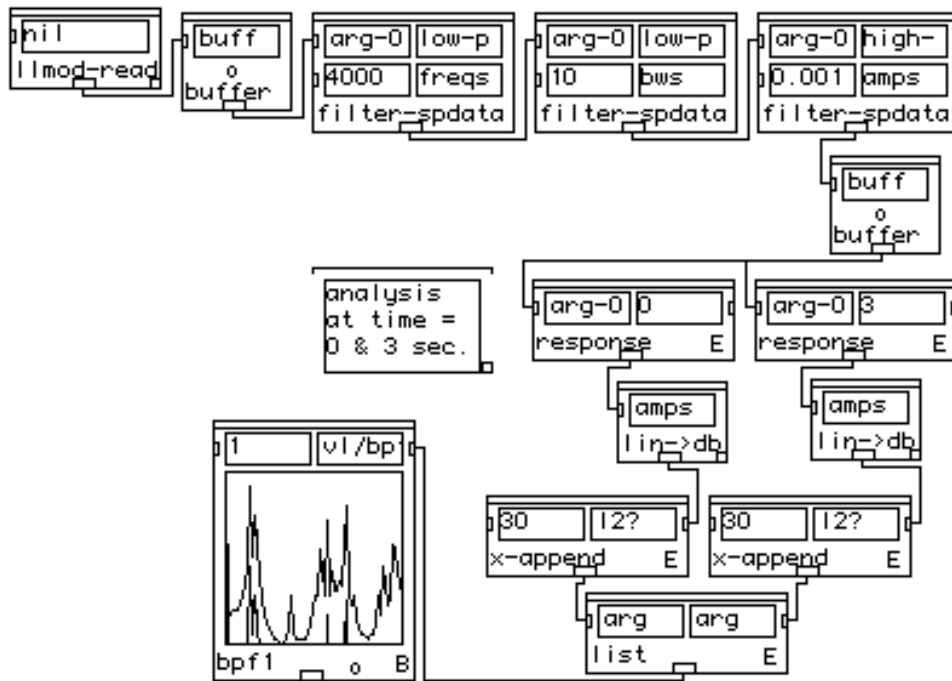 nil
llmod-read
buff
o
buffer
arg-0 low-p
4000 freqs
filter-spdata
arg-0 low-p
10 bws
filter-spdata
arg-0 high-
0.001 amps
filter-spdata
buff
o
buffer
analysis
at time =
0 & 3 sec.
arg-0 0
response E
arg-0 3
response E
amps
lin->db
amps
lin->db
1 vl/bp
bpf1 o B
30 l2?
x-append E
30 l2?
x-append E
arg arg
list E